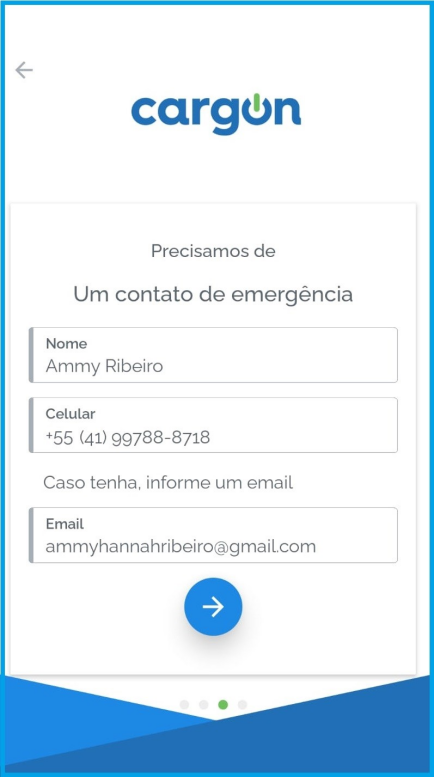 cargon
Precisamos de
Um contato de emergência
Nome
Ammy Ribeiro
Celular
+55 (41) 99788-8718
Caso tenha, informe um email
Email
ammyhannahribeiro@gmail.com